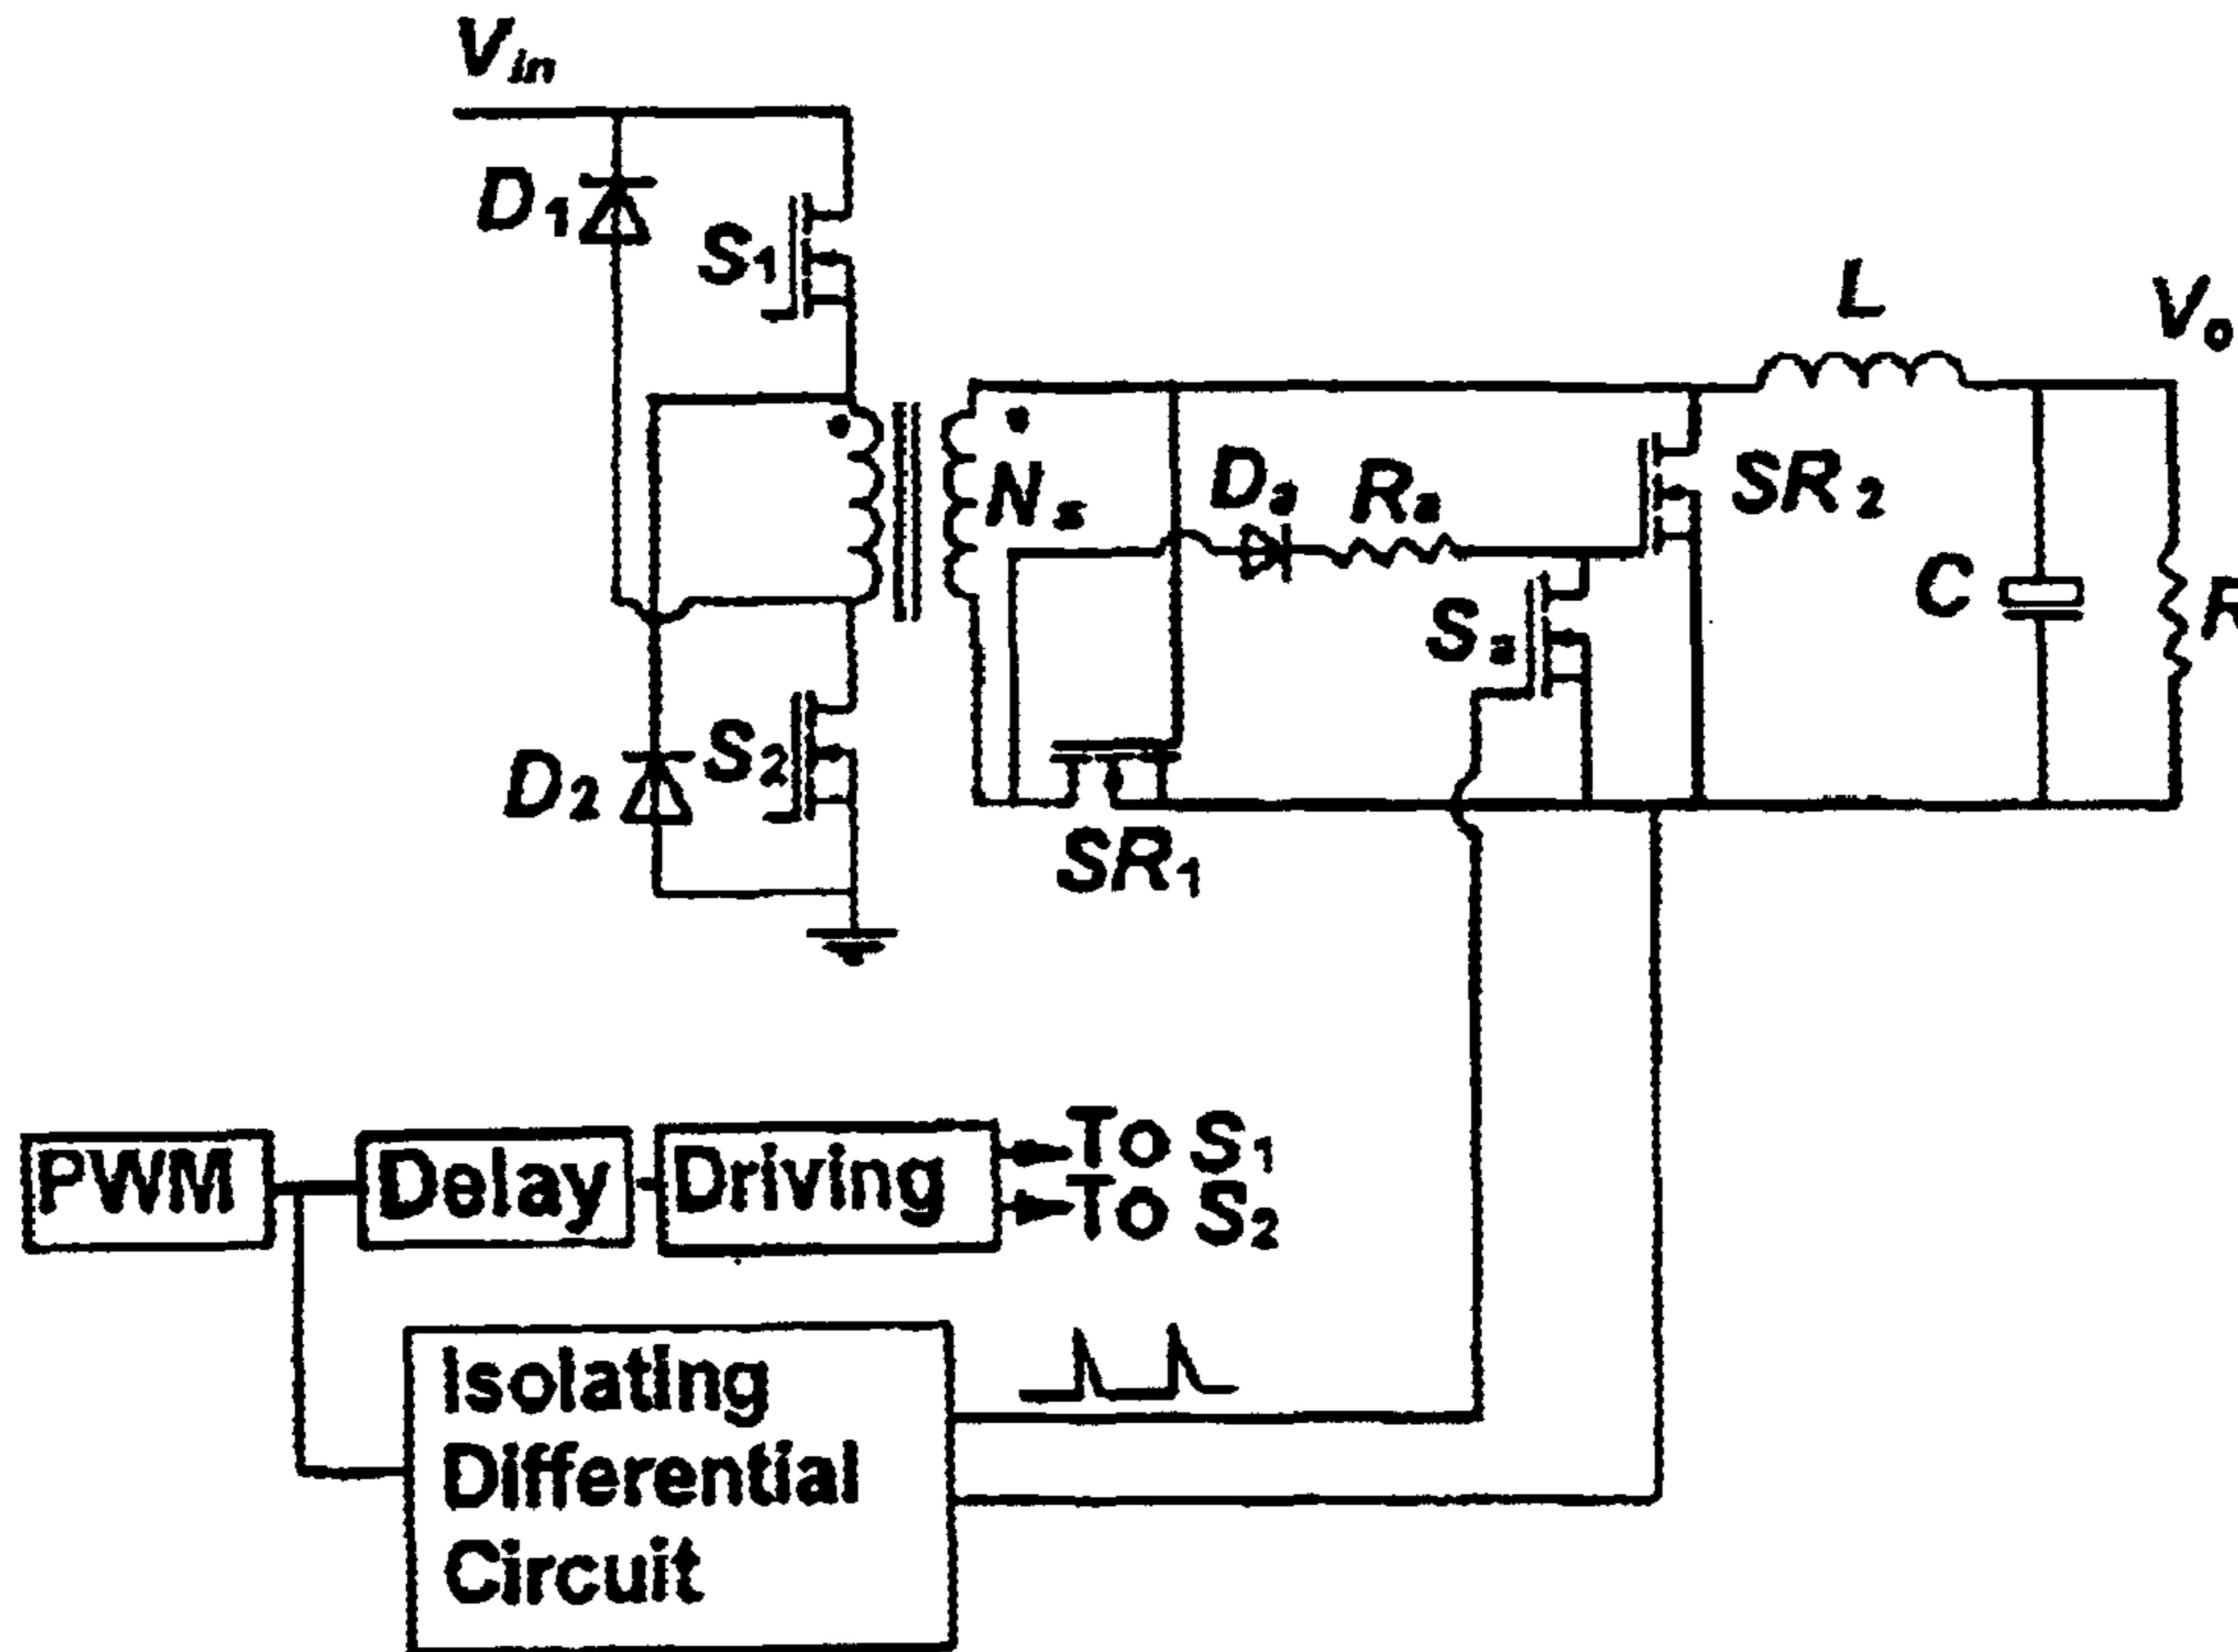 Vin
D1
S1
L
Vo
Ns
Da
Ra
SR2
C
R
Sa
D2
S2
SR1
PWM
Delay
Driving
To S1
To S2
Isolating
Differential
Circuit